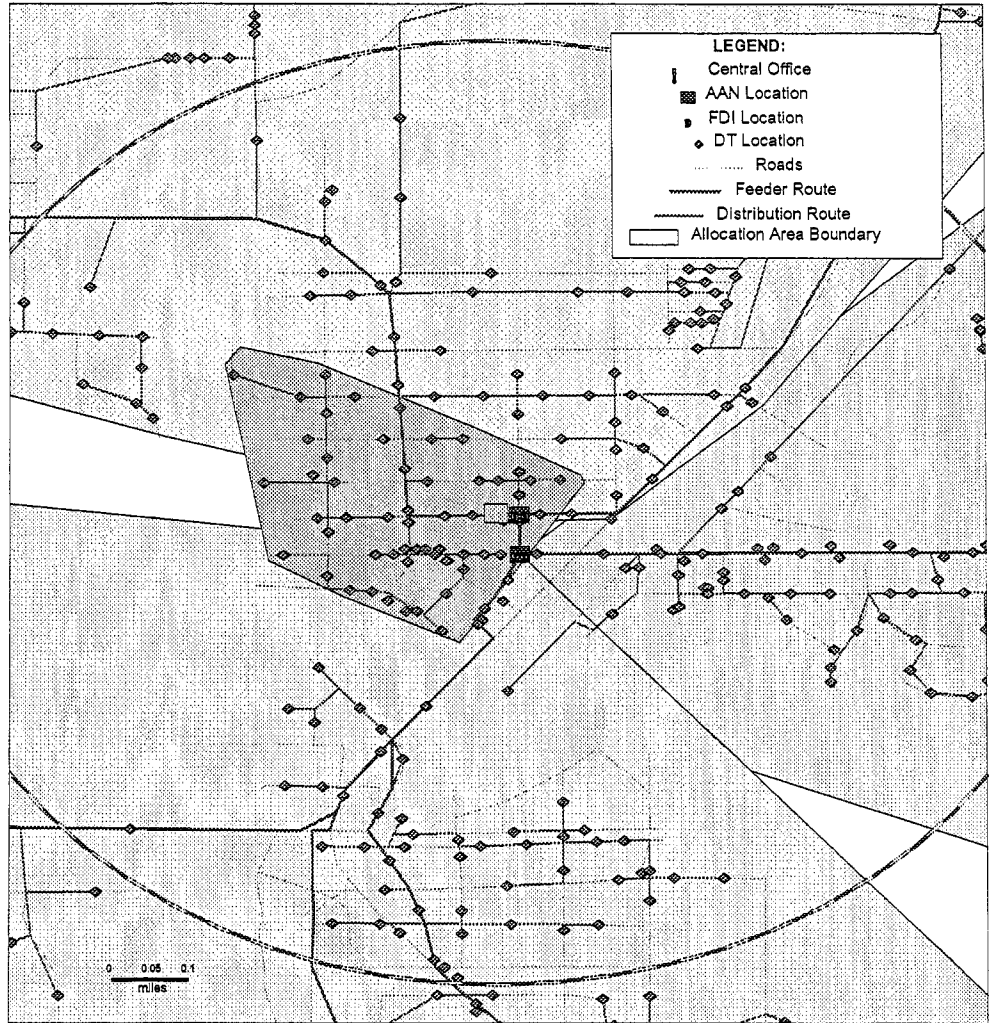 LEGEND:
Central Office
AAN Location
FDI Location
DT Location
Roads
Feeder Route
Distribution Route
Allocation Area Boundary
0 0.05 0.1
miles